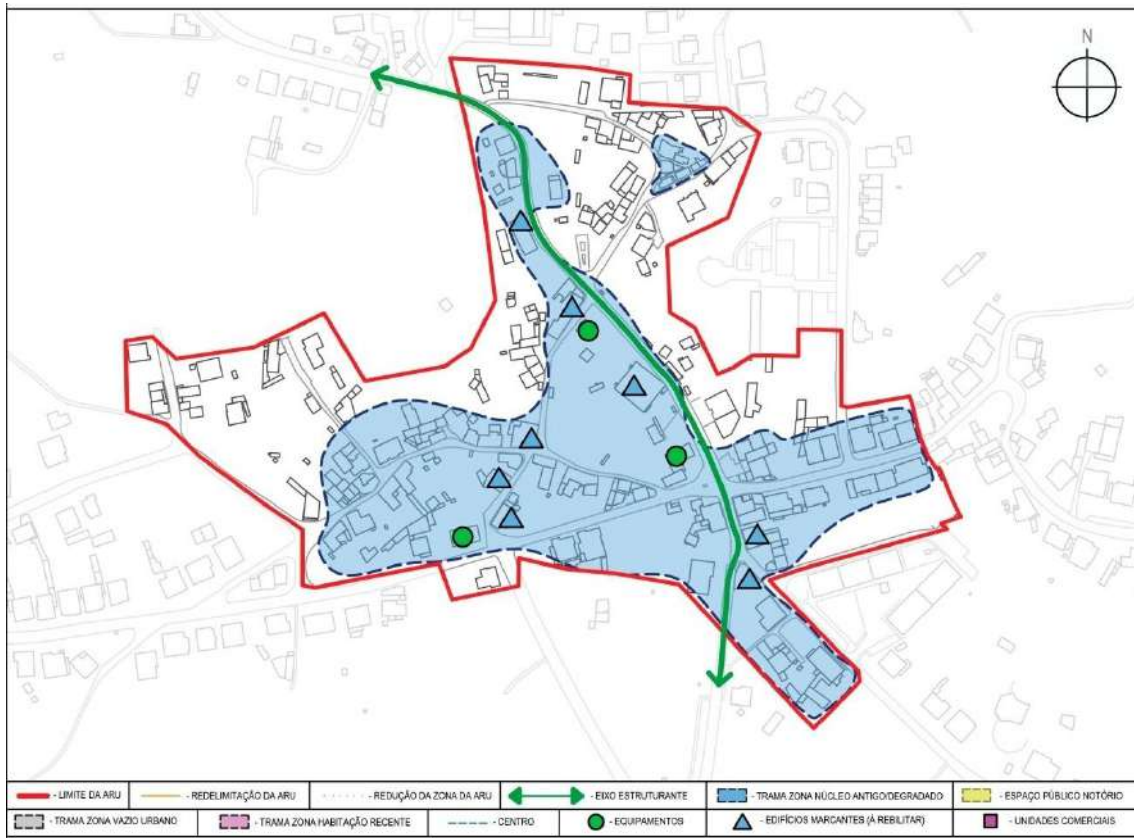 N
- LIMITE DA ARU - REDELIMITAÇÃO DA ARU - REDUÇÃO DA ZONA DA ARU - EIXO ESTRUTURANTE - TRAMA ZONA NÚCLEO ANTIGO/DEGRADADO - ESPAÇO PÚBLICO NOTÓRIO
- TRAMA ZONA VAZIO URBANO - TRAMA ZONA HABITAÇÃO RECENTE - CENTRO - EQUIPAMENTOS - EDIFÍCIOS MARCANTES (À REBILITAR) - UNIDADES COMERCIAIS